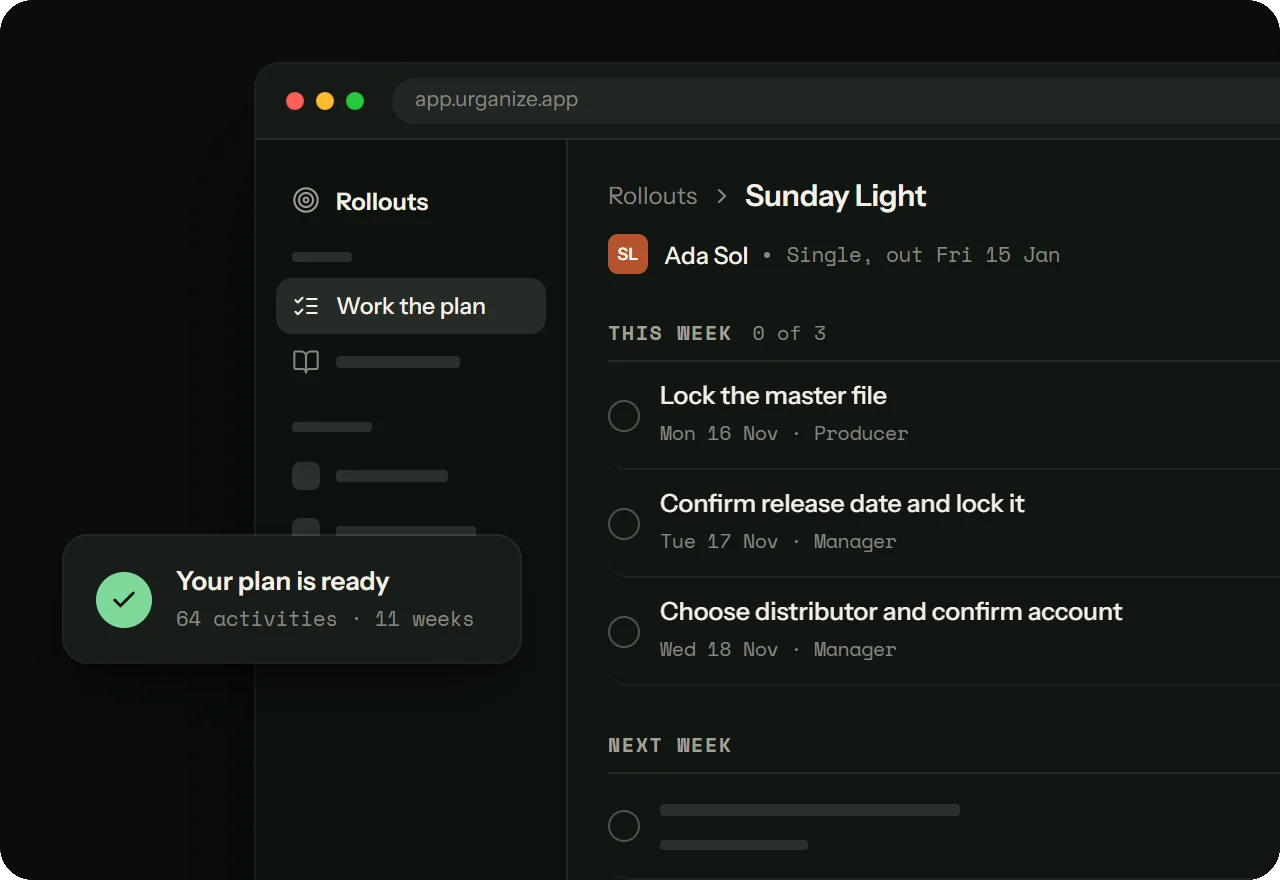 app.urganize.app
Rollouts
Work the plan
Rollouts > Sunday Light
SL Ada Sol • Single, out Fri 15 Jan
THIS WEEK 0 of 3
Lock the master file
Mon 16 Nov · Producer
Confirm release date and lock it
Tue 17 Nov · Manager
Choose distributor and confirm account
Wed 18 Nov · Manager
NEXT WEEK
Your plan is ready
64 activities · 11 weeks